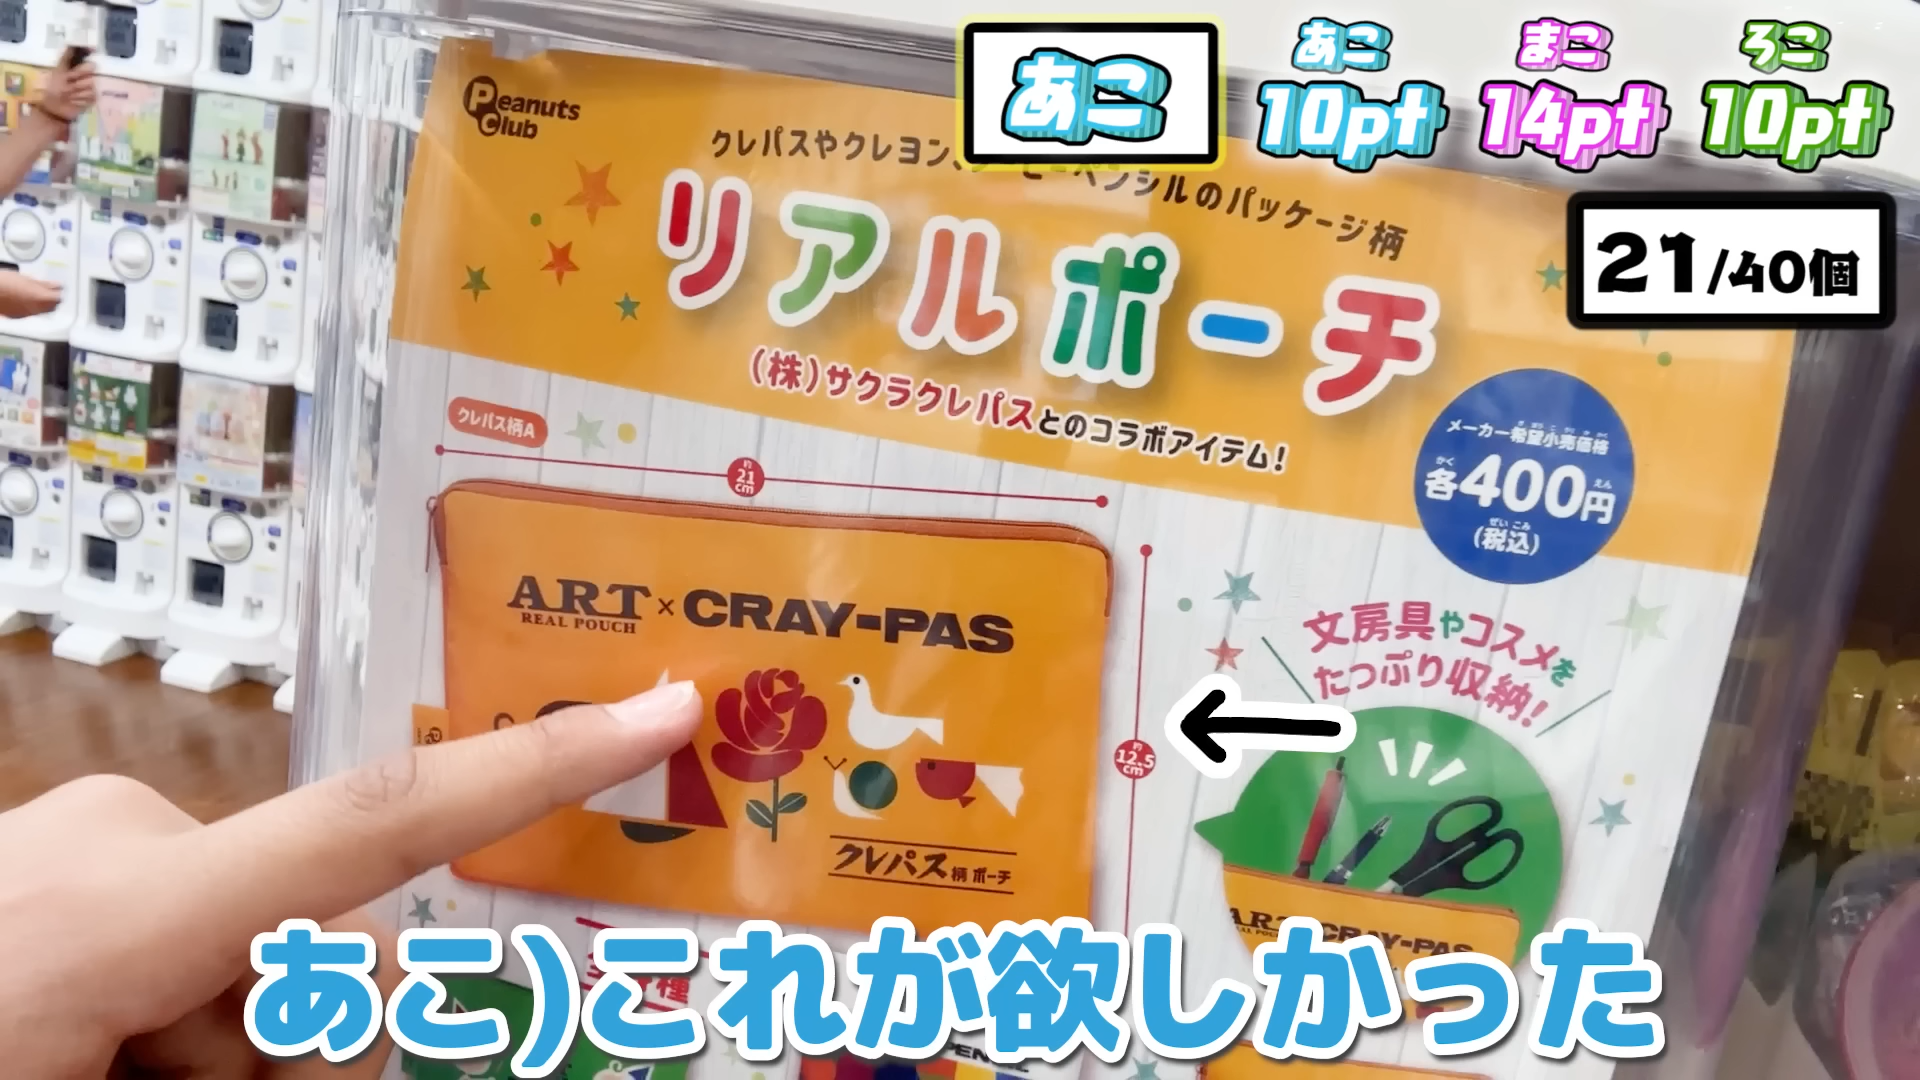 あこ
あこ まこ ろこ
10pt 14pt 10pt
21/40個
Peanuts
Club
クレパスやクレヨン、
ペンシルのパッケージ柄
リアルポーチ
(株)サクラクレパスとのコラボアイテム!
メーカー希望小売価格
各400円
(税込)
クレパス柄A
約21cm
ART × CRAY-PAS
REAL POUCH
約12.5cm
文房具やコスメを
たっぷり収納!
クレパス柄 ポーチ
ART CRAY-PAS
あこ)これが欲しかった